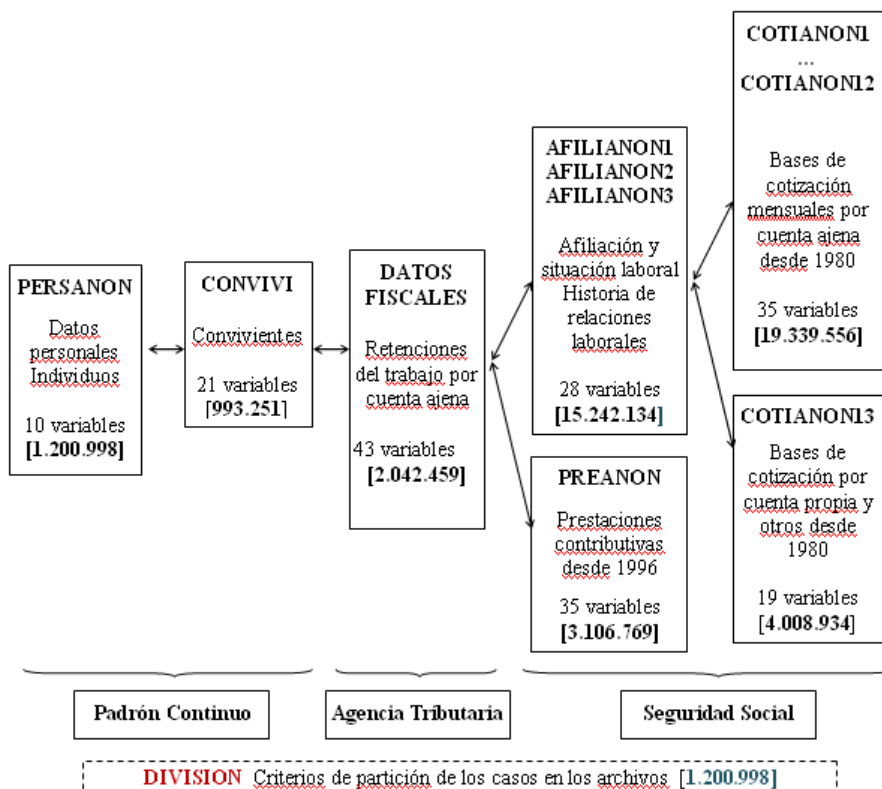 PERSANON
Datos
personales
Individuos
10 variables
[1.200.998]
CONVIVI
Convivientes
21 variables
[993.251]
DATOS
FISCALES
Retenciones
del trabajo por
cuenta ajena
43 variables
[2.042.459]
AFILIANON1
AFILIANON2
AFILIANON3
Afiliación y
situación laboral
Historia de
relaciones
laborales
28 variables
[15.242.134]
PREANON
Prestaciones
contributivas
desde 1996
35 variables
[3.106.769]
COTIANON1
...
COTIANON12
Bases de
cotización
mensuales por
cuenta ajena
desde 1980
35 variables
[19.339.556]
COTIANON13
Bases de
cotización por
cuenta propia y
otros desde
1980
19 variables
[4.008.934]
Padrón Continuo
Agencia Tributaria
Seguridad Social
DIVISION Criterios de partición de los casos en los archivos [1.200.998]